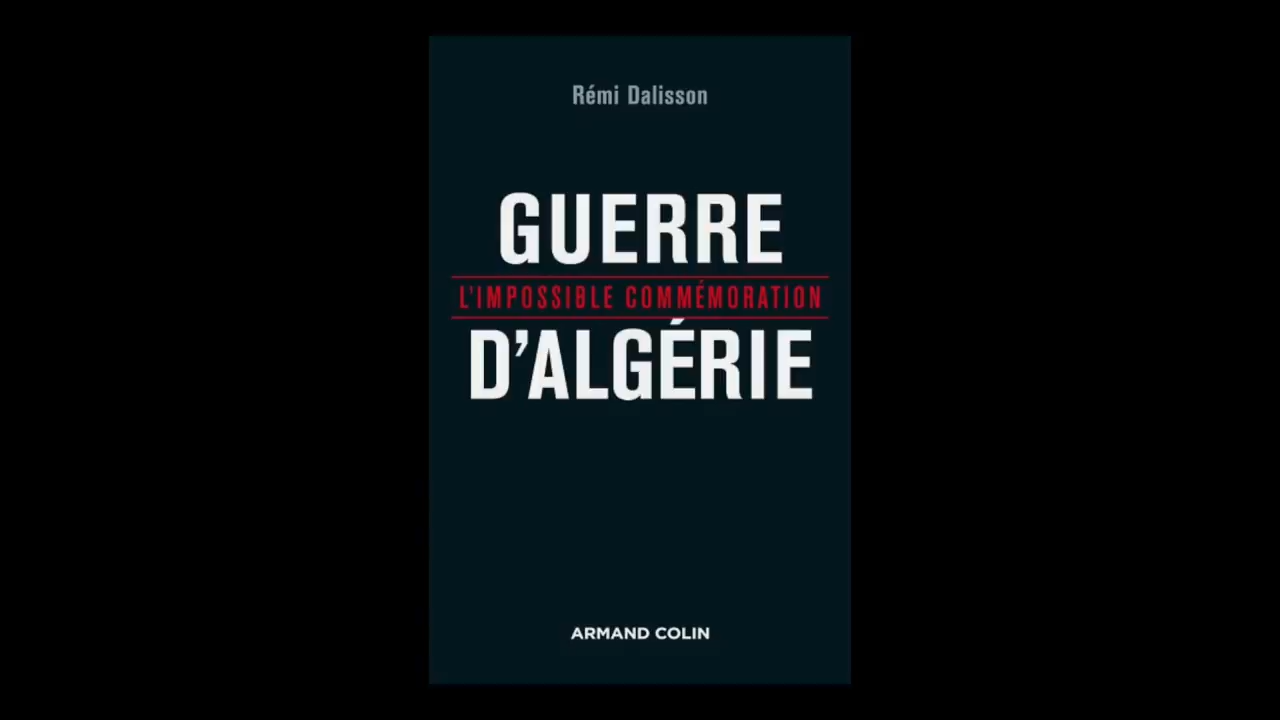 Rémi Dalisson
GUERRE
L'IMPOSSIBLE COMMÉMORATION
D'ALGÉRIE
ARMAND COLIN